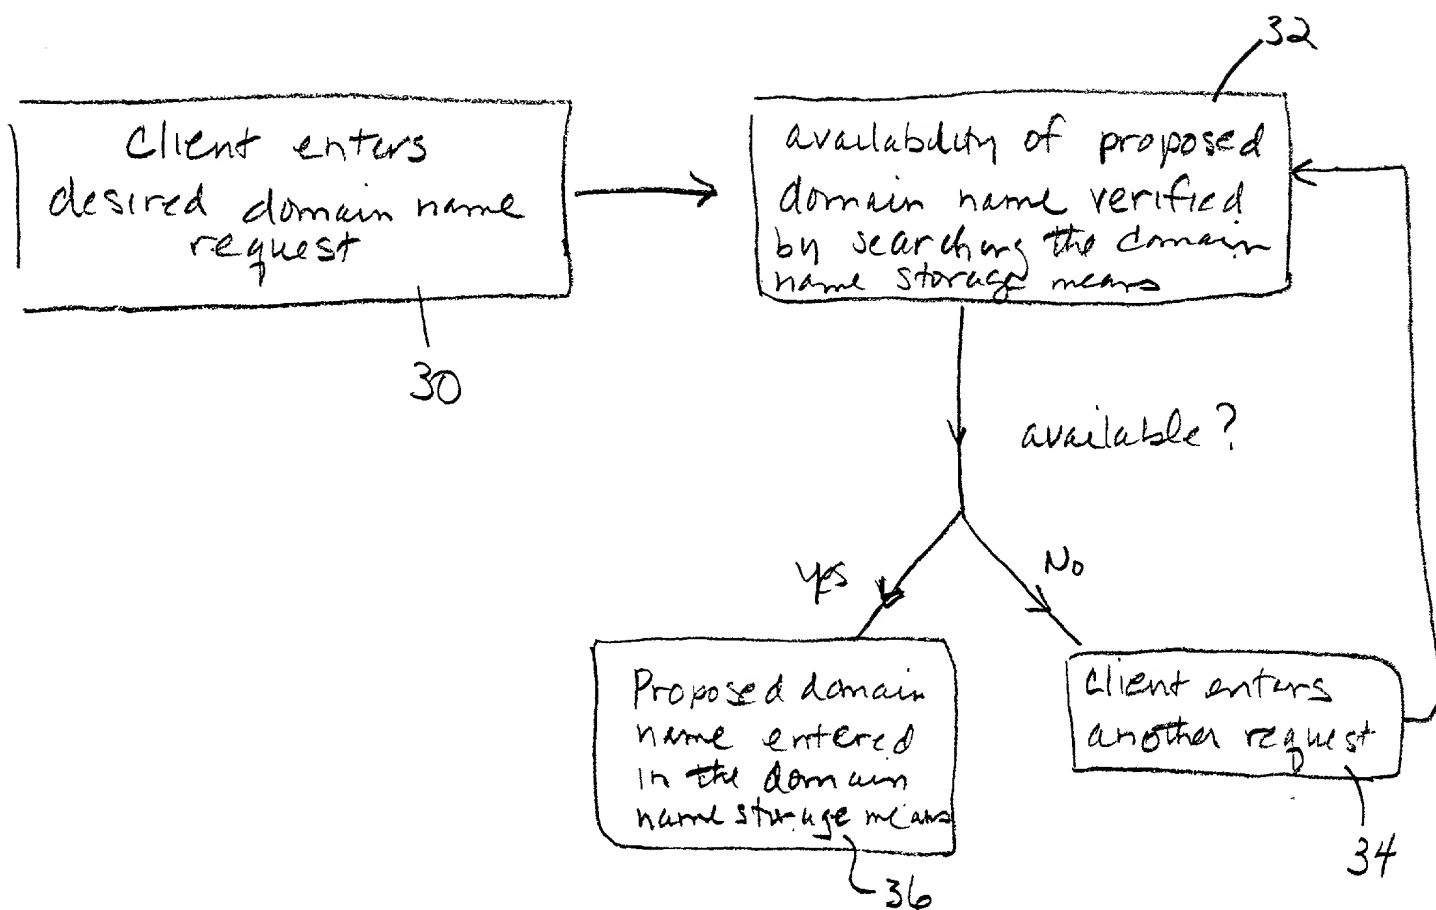 32
Client enters
desired domain name
request
30
availability of proposed
domain name verified
by searching the domain
name storage means
available?
Yes
No
Proposed domain
name entered
in the domain
name storage means
36
Client enters
another request
34